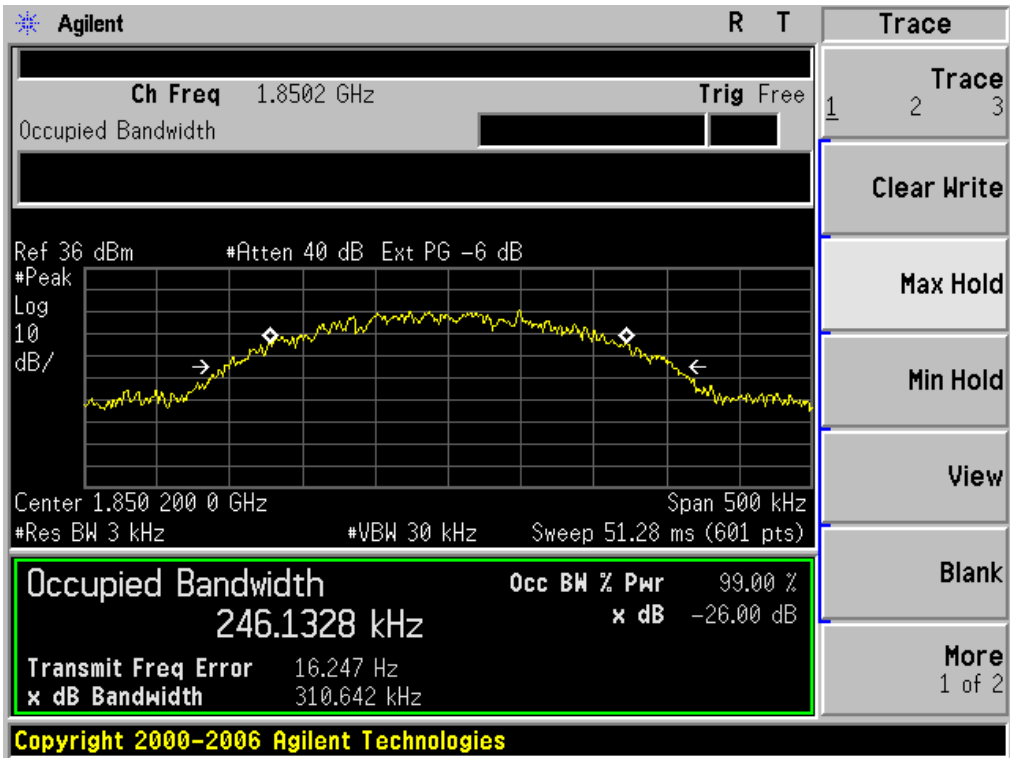 Agilent R T
Trace
Ch Freq 1.8502 GHz Trig Free
Occupied Bandwidth
Trace
1 2 3
Clear Write
Max Hold
Min Hold
View
Blank
More
1 of 2
Ref 36 dBm #Atten 40 dB Ext PG -6 dB
#Peak
Log
10
dB/
Center 1.850 200 0 GHz Span 500 kHz
#Res BW 3 kHz #VBW 30 kHz Sweep 51.28 ms (601 pts)
Occupied Bandwidth Occ BW % Pwr 99.00 %
246.1328 kHz x dB -26.00 dB
Transmit Freq Error 16.247 Hz
x dB Bandwidth 310.642 kHz
Copyright 2000-2006 Agilent Technologies